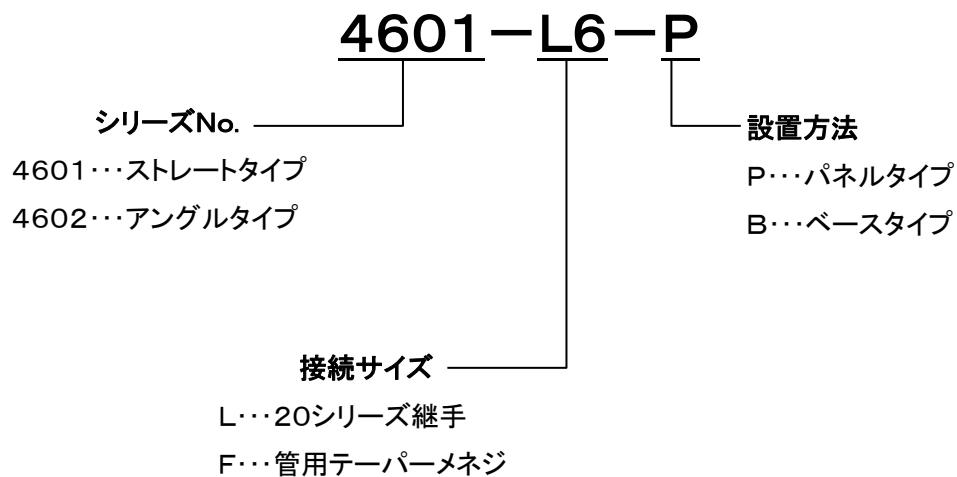 4601－L6－P
シリーズNo.
4601･･･ストレートタイプ
4602･･･アングルタイプ
設置方法
P･･･パネルタイプ
B･･･ベースタイプ
接続サイズ
L･･･20シリーズ継手
F･･･管用テーパーメネジ